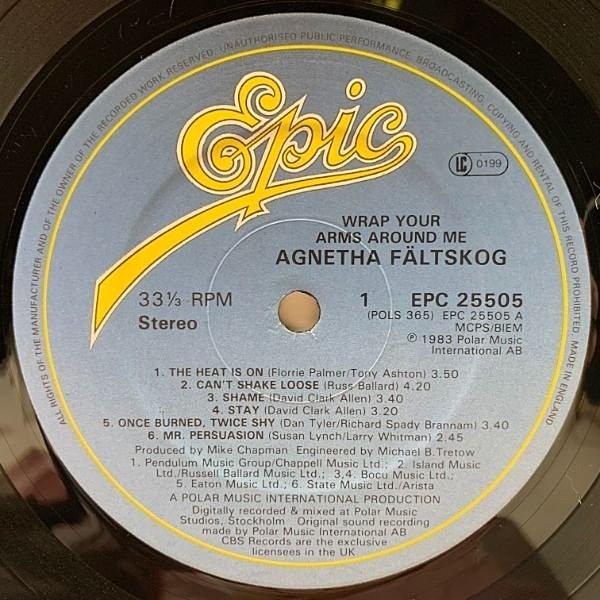 ALL RIGHTS OF THE MANUFACTURER AND OF THE OWNER OF THE RECORDED WORK RESERVED. UNAUTHORISED PUBLIC PERFORMANCE, BROADCASTING, COPYING AND RENTAL OF THIS RECORD PROHIBITED. MADE IN ENGLAND
Epic
LC 0199
WRAP YOUR
ARMS AROUND ME
AGNETHA FÄLTSKOG
33⅓ RPM
Stereo
1 EPC 25505
(POLS 365) EPC 25505 A
MCPS/BIEM
℗ 1983 Polar Music
International AB
1. THE HEAT IS ON (Florrie Palmer/Tony Ashton) 3.50
2. CAN'T SHAKE LOOSE (Russ Ballard) 4.20
3. SHAME (David Clark Allen) 3.40
4. STAY (David Clark Allen) 3.20
5. ONCE BURNED, TWICE SHY (Dan Tyler/Richard Spady Brannam) 3.40
6. MR. PERSUASION (Susan Lynch/Larry Whitman) 2.45
Produced by Mike Chapman Engineered by Michael B.Tretow
1. Pendulum Music Group/Chappell Music Ltd.; 2. Island Music
Ltd./Russell Ballard Music Ltd.; 3,4. Bocu Music Ltd.;
5. Eaton Music Ltd.; 6. State Music Ltd./Arista
A POLAR MUSIC INTERNATIONAL PRODUCTION
Digitally recorded & mixed at Polar Music
Studios, Stockholm Original sound recording
made by Polar Music International AB
CBS Records are the exclusive
licensees in the UK